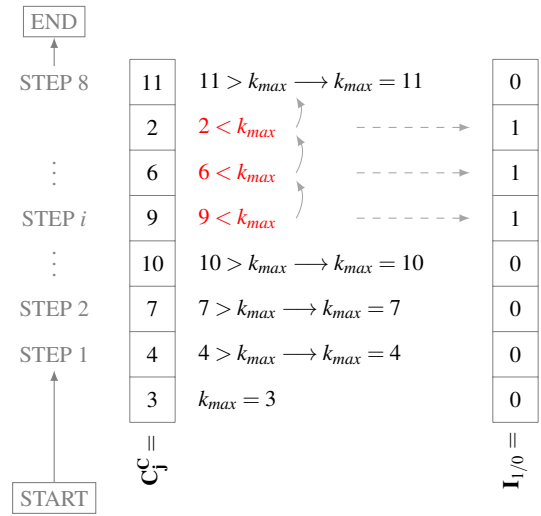 END
STEP 8 11 11 > k_max ⟶ k_max = 11 0
2 2 < k_max 1
⋮ 6 6 < k_max 1
STEP i 9 9 < k_max 1
⋮ 10 10 > k_max ⟶ k_max = 10 0
STEP 2 7 7 > k_max ⟶ k_max = 7 0
STEP 1 4 4 > k_max ⟶ k_max = 4 0
3 k_max = 3 0
C_j^C = I_1/0 =
START